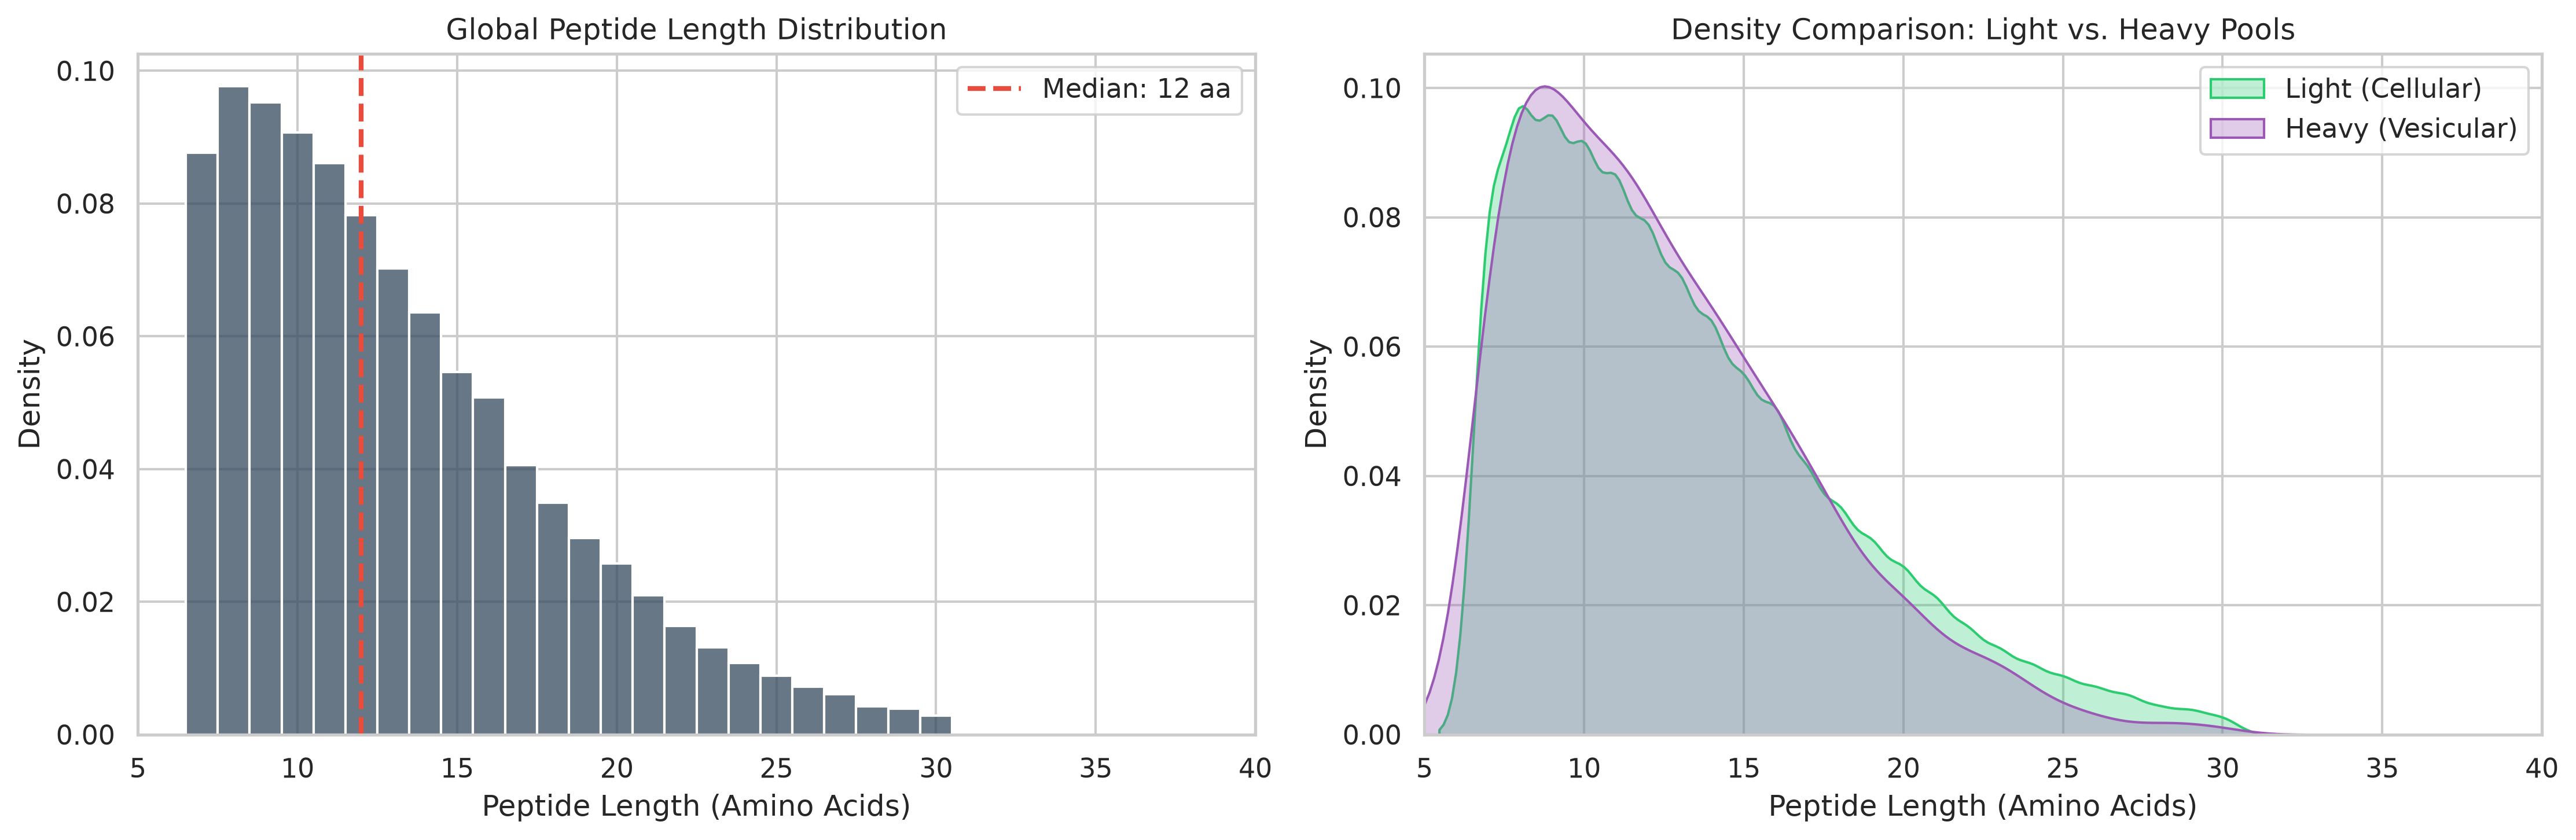 Global Peptide Length Distribution
Median: 12 aa
Density
0.10
0.08
0.06
0.04
0.02
0.00
5 10 15 20 25 30 35 40
Peptide Length (Amino Acids)
Density Comparison: Light vs. Heavy Pools
Light (Cellular)
Heavy (Vesicular)
Density
0.10
0.08
0.06
0.04
0.02
0.00
5 10 15 20 25 30 35 40
Peptide Length (Amino Acids)